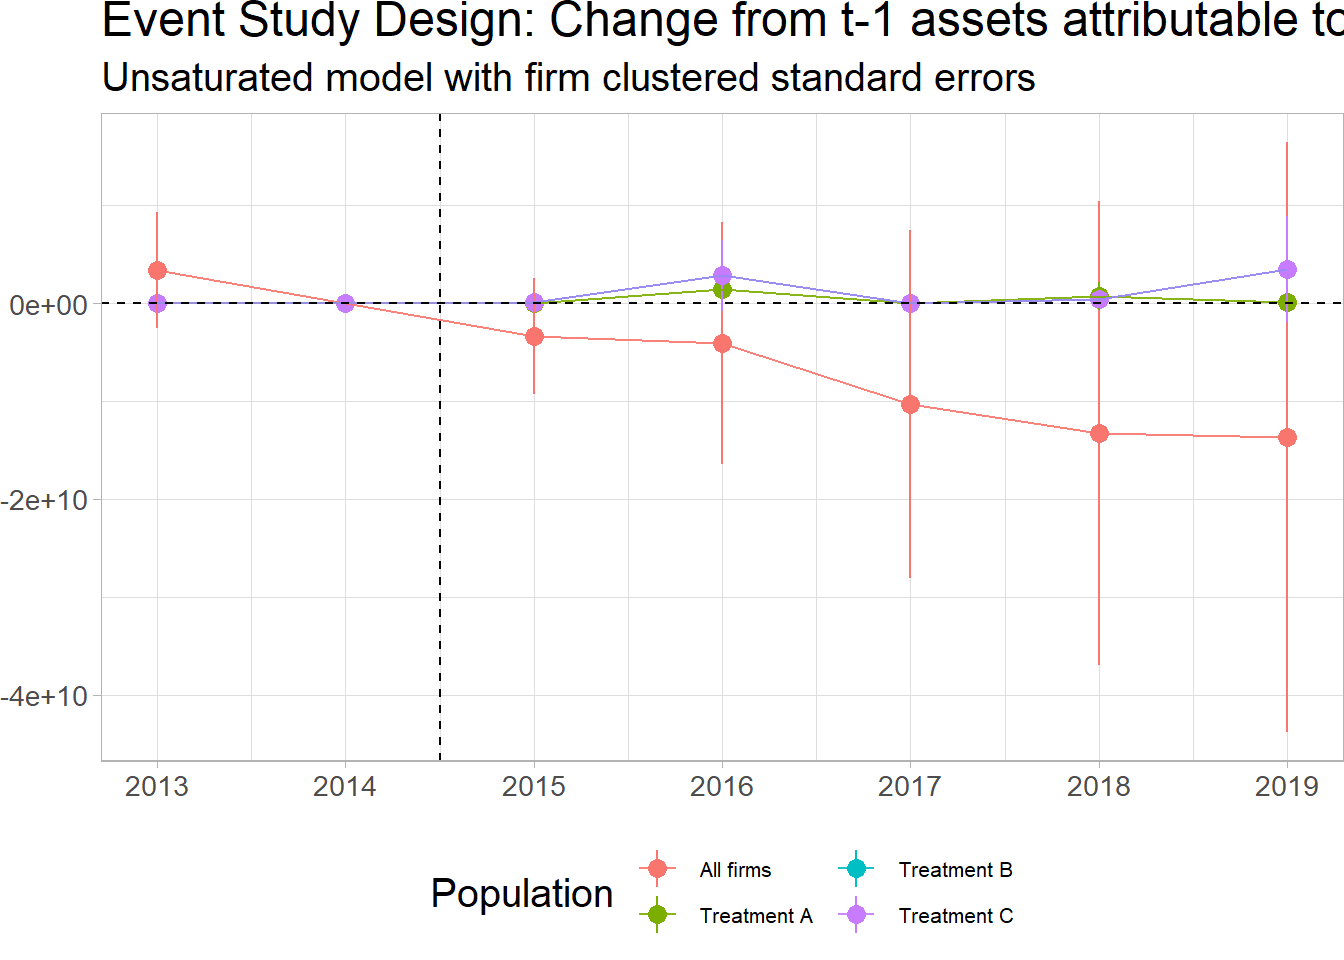 Event Study Design: Change from t-1 assets attributable to
Unsaturated model with firm clustered standard errors
0e+00
-2e+10
-4e+10
2013 2014 2015 2016 2017 2018 2019
Population
All firms
Treatment A
Treatment B
Treatment C